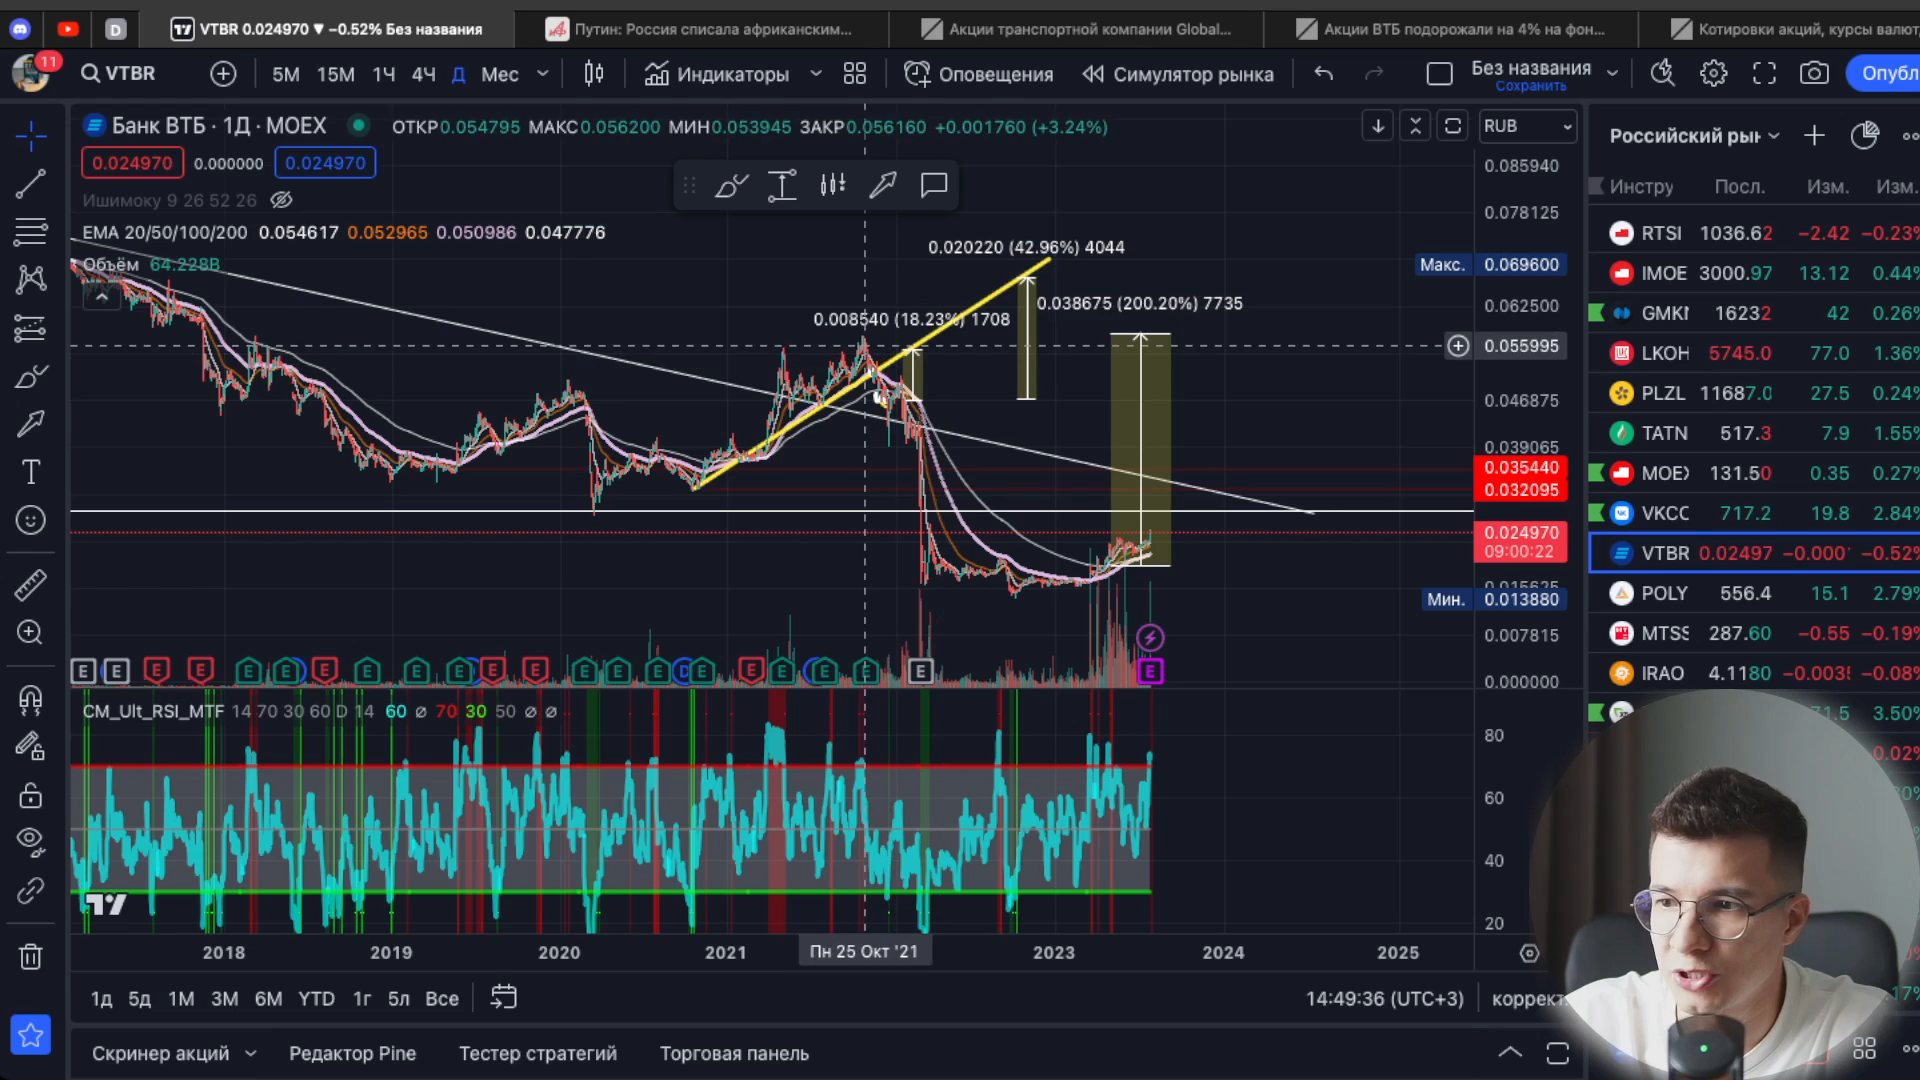 VTBR 0.024970 ▼ −0.52% Без названия
Путин: Россия списала африканским...
Акции транспортной компании Global...
Акции ВТБ подорожали на 4% на фон...
Котировки акций, курсы валют,
11
VTBR
5М 15М 1Ч 4Ч Д Мес
Индикаторы
Оповещения
Симулятор рынка
Без названия
Сохранить
Опубл
Банк ВТБ · 1Д · MOEX
ОТКР0.054795 МАКС0.056200 МИН0.053945 ЗАКР0.056160 +0.001760 (+3.24%)
RUB
0.024970 0.000000 0.024970
Ишимоку 9 26 52 26
EMA 20/50/100/200 0.054617 0.052965 0.050986 0.047776
Объём 64.228B
0.020220 (42.96%) 4044
0.038675 (200.20%) 7735
0.008540 (18.23%) 1708
0.085940
0.078125
Макс. 0.069600
0.062500
0.055995
0.046875
0.039065
0.035440
0.032095
0.024970
09:00:22
0.015625
Мин. 0.013880
0.007815
0.000000
E E E E E E E E E E E E E E E D E E E E E E E
CM_Ult_RSI_MTF 14 70 30 60 D 14 60 ⌀ 70 30 50 ⌀ ⌀
80
60
40
20
2018 2019 2020 2021 Пн 25 Окт '21 2023 2024 2025
1д 5д 1М 3М 6М YTD 1г 5л Все
14:49:36 (UTC+3)
коррект.
Скринер акций
Редактор Pine
Тестер стратегий
Торговая панель
Российский рын
Инстру Посл. Изм. Изм.
RTSI 1036.62 −2.42 −0.23%
IMOE 3000.97 13.12 0.44%
GMKN 16232 42 0.26%
LKOH 5745.0 77.0 1.36%
PLZL 11687.0 27.5 0.24%
TATN 517.3 7.9 1.55%
MOEX 131.50 0.35 0.27%
VKCO 717.2 19.8 2.84%
VTBR 0.02497 −0.000 −0.52%
POLY 556.4 15.1 2.79%
MTSS 287.60 −0.55 −0.19%
IRAO 4.1180 −0.003 −0.08%
71.5 3.50%
0.02